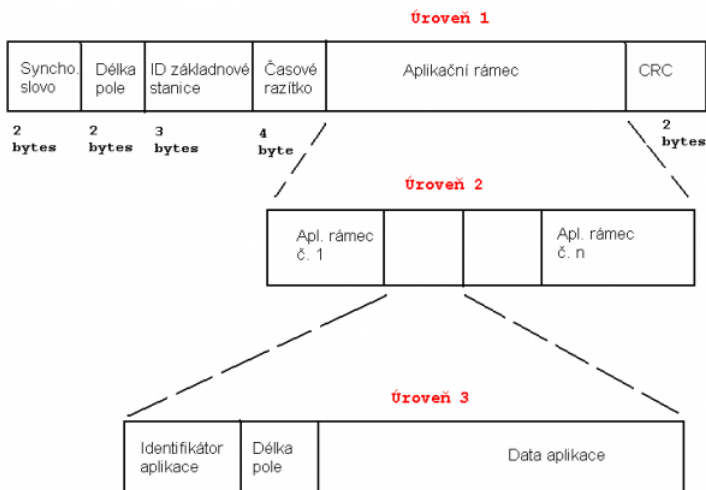 Úroveň 1
Syncho.
slovo
Délka
pole
ID základnové
stanice
Časové
razítko
Aplikační rámec
CRC
2
bytes
2
bytes
3
bytes
4
byte
2
bytes
Úroveň 2
Apl. rámec
č. 1
Apl. rámec
č. n
Úroveň 3
Identifikátor
aplikace
Délka
pole
Data aplikace